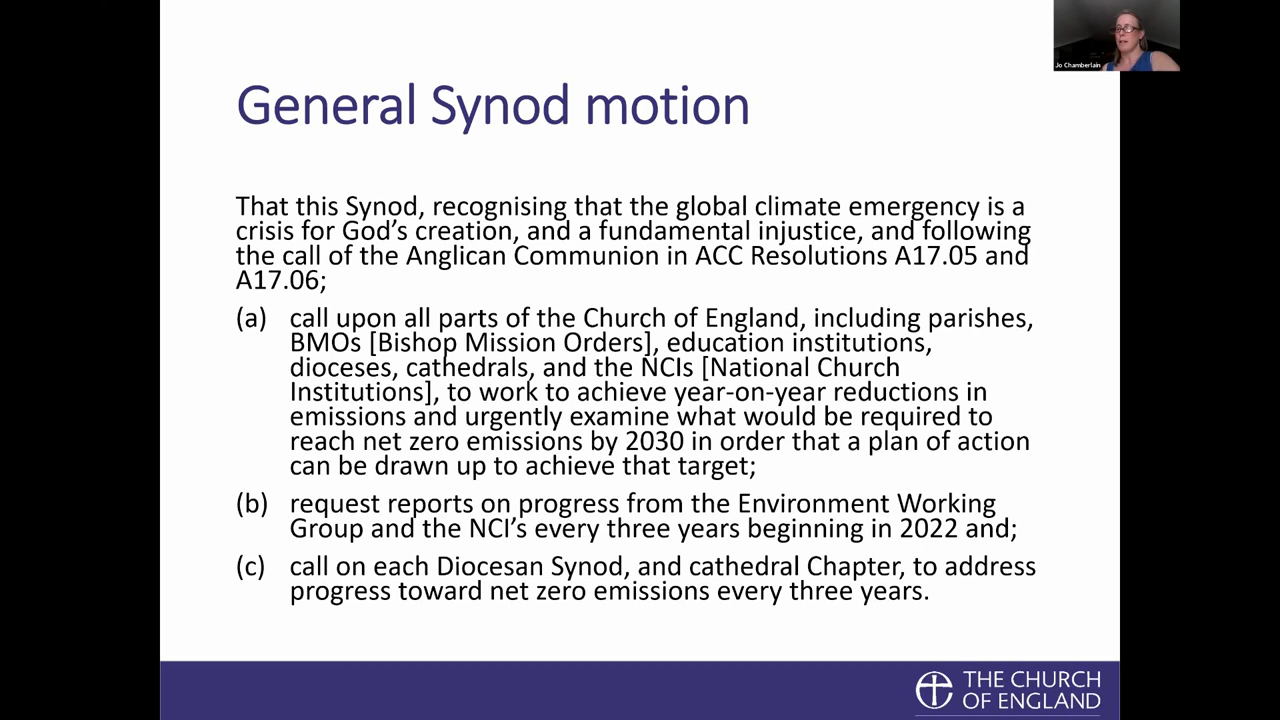 Jo Chamberlain
General Synod motion
That this Synod, recognising that the global climate emergency is a
crisis for God’s creation, and a fundamental injustice, and following
the call of the Anglican Communion in ACC Resolutions A17.05 and
A17.06;
(a) call upon all parts of the Church of England, including parishes,
BMOs [Bishop Mission Orders], education institutions,
dioceses, cathedrals, and the NCIs [National Church
Institutions], to work to achieve year-on-year reductions in
emissions and urgently examine what would be required to
reach net zero emissions by 2030 in order that a plan of action
can be drawn up to achieve that target;
(b) request reports on progress from the Environment Working
Group and the NCI’s every three years beginning in 2022 and;
(c) call on each Diocesan Synod, and cathedral Chapter, to address
progress toward net zero emissions every three years.
THE CHURCH
OF ENGLAND